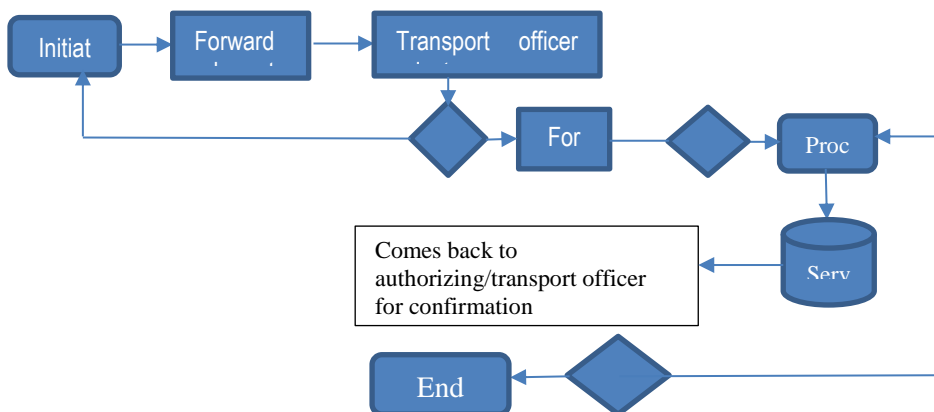 Initiat
Forward
Transport officer
For
Proc
Comes back to
authorizing/transport officer
for confirmation
Serv
End